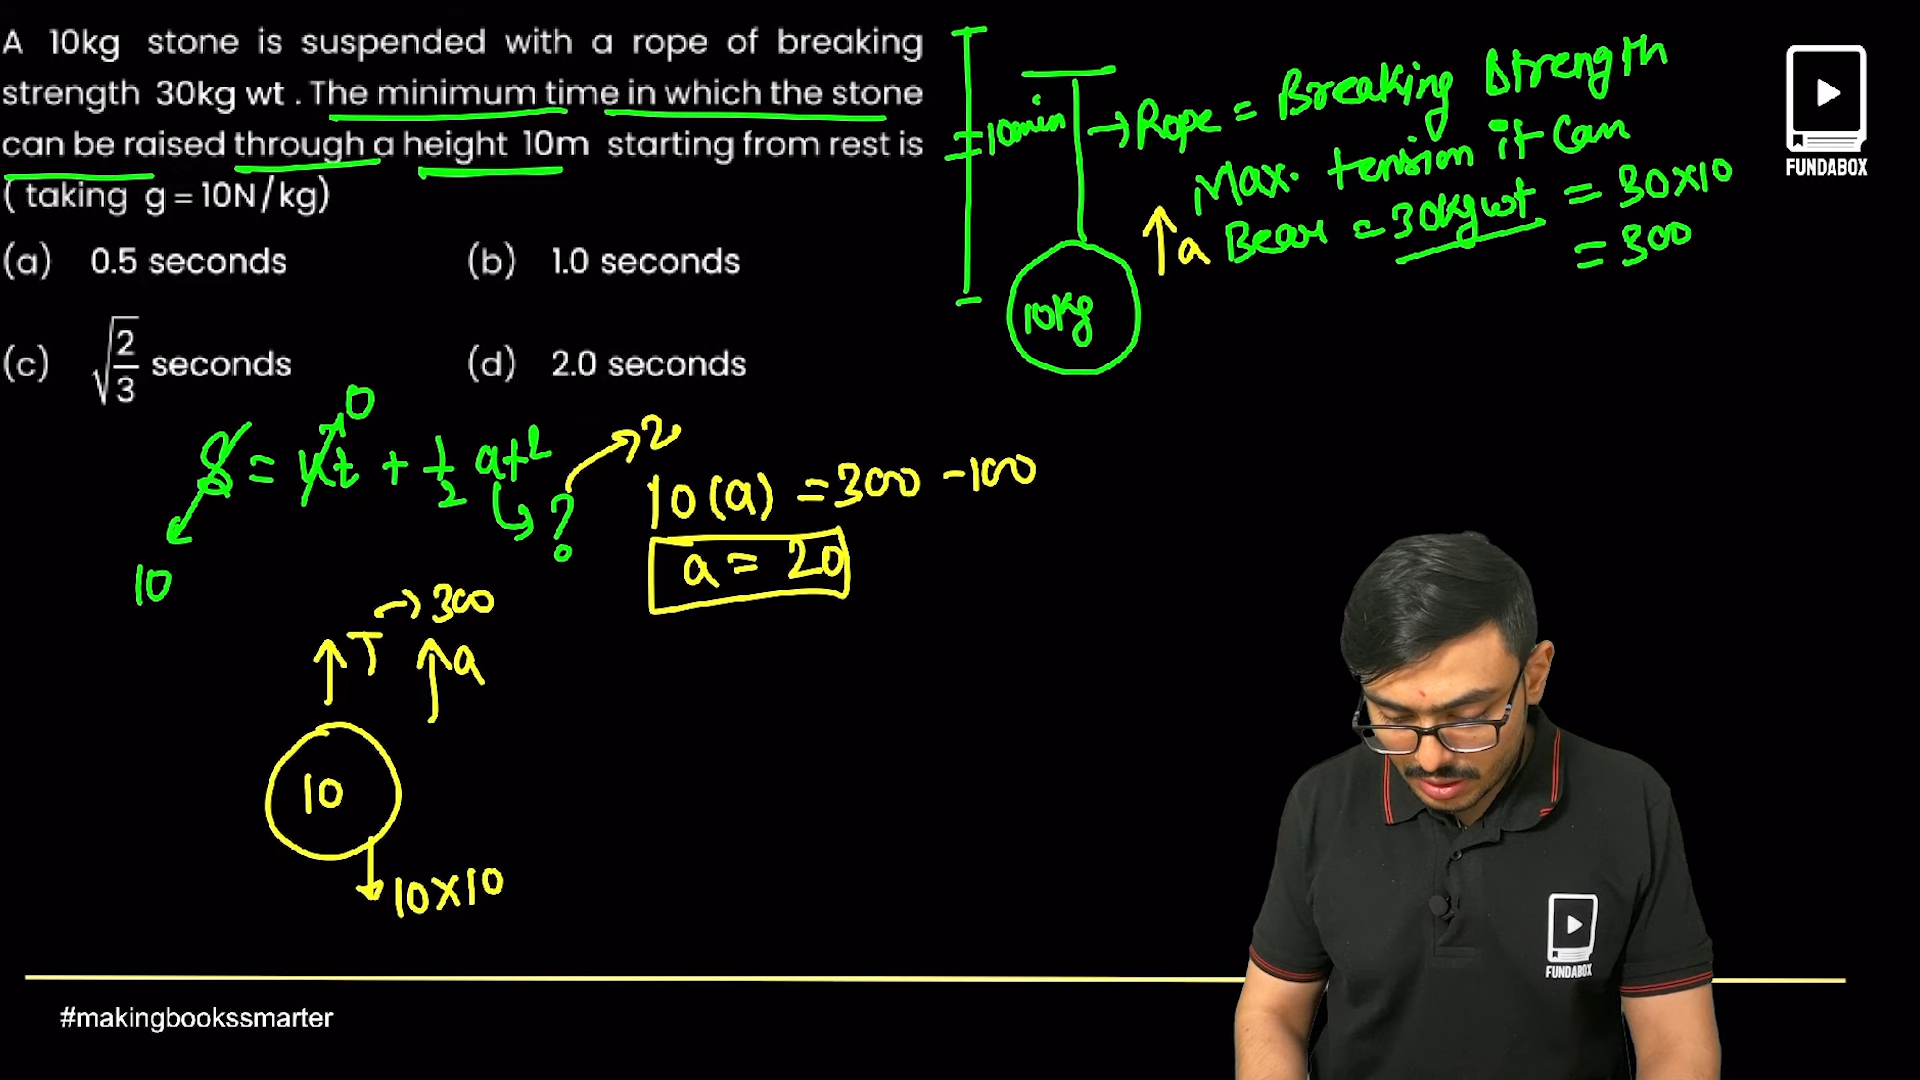 A 10kg stone is suspended with a rope of breaking
strength 30kg wt . The minimum time in which the stone
can be raised through a height 10m starting from rest is
( taking g = 10N/kg)
(a) 0.5 seconds
(b) 1.0 seconds
(c) √2/3 seconds
(d) 2.0 seconds
10min
→ Rope = Breaking Strength
Max. tension it can
Bear = 30kgwt = 30×10
= 300
a
10kg
FUNDABOX
S = ut + 1/2 at²
0
10
?
2
10(a) = 300 - 100
a = 20
T → 300
a
10
10×10
FUNDABOX
#makingbookssmarter